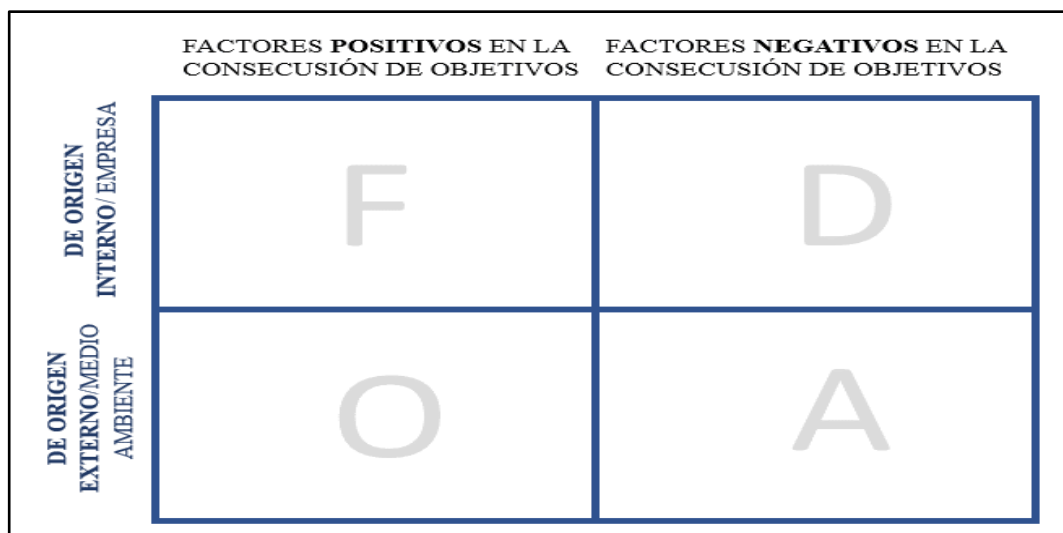 FACTORES POSITIVOS EN LA
CONSECUSIÓN DE OBJETIVOS
FACTORES NEGATIVOS EN LA
CONSECUSIÓN DE OBJETIVOS
DE ORIGEN
INTERNO/ EMPRESA
F
D
DE ORIGEN
EXTERNO/MEDIO
AMBIENTE
O
A